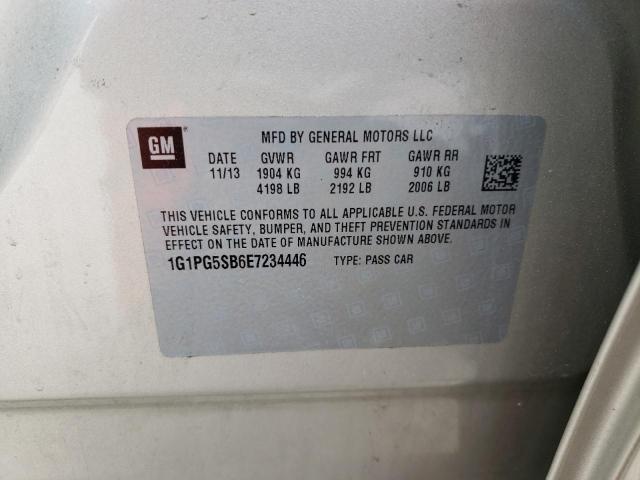 GM
MFD BY GENERAL MOTORS LLC
DATE GVWR GAWR FRT GAWR RR
11/13 1904 KG 994 KG 910 KG
4198 LB 2192 LB 2006 LB
THIS VEHICLE CONFORMS TO ALL APPLICABLE U.S. FEDERAL MOTOR
VEHICLE SAFETY, BUMPER, AND THEFT PREVENTION STANDARDS IN
EFFECT ON THE DATE OF MANUFACTURE SHOWN ABOVE.
1G1PG5SB6E7234446 TYPE: PASS CAR